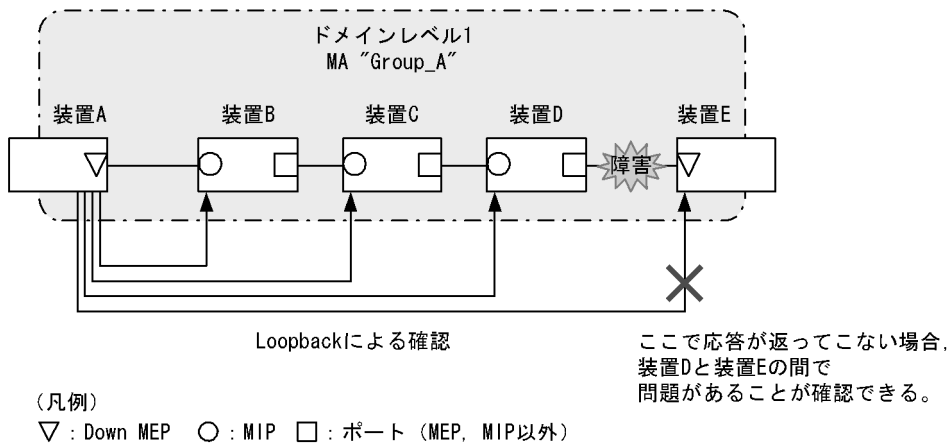 ドメインレベル1
MA "Group_A"
装置A
装置B
装置C
装置D
装置E
障害
Loopbackによる確認
ここで応答が返ってこない場合,
装置Dと装置Eの間で
問題があることが確認できる。
(凡例)
▽：Down MEP ○：MIP □：ポート（MEP, MIP以外）